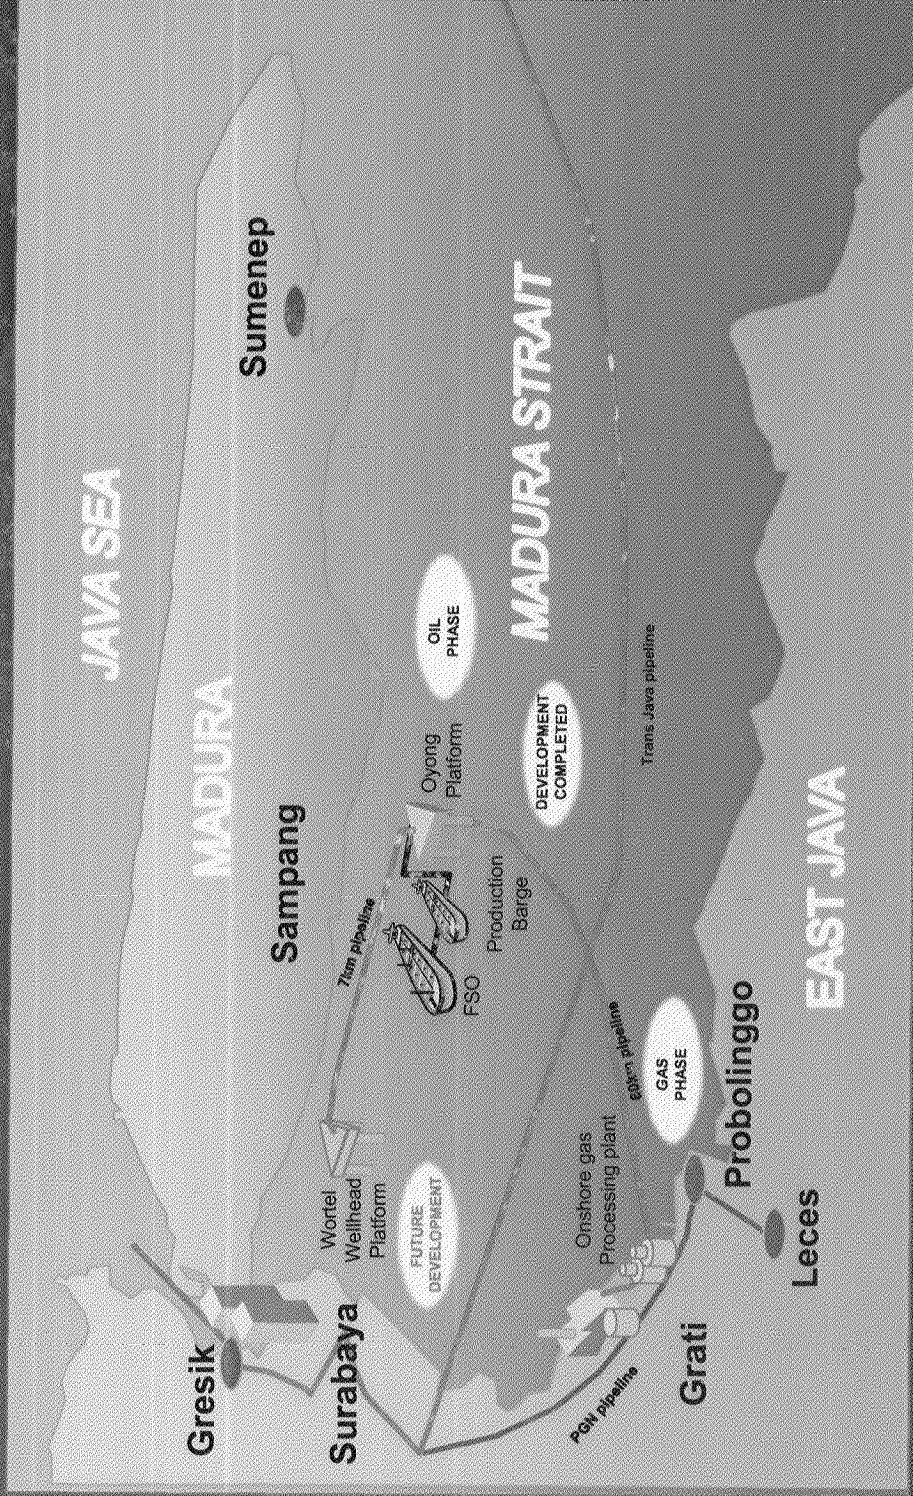 JAVA SEA
MADURA
Gresik
Sumenep
Sampang
Surabaya
Wortel
Wellhead
Platform
7km pipeline
FUTURE
DEVELOPMENT
Oyong
Platform
OIL
PHASE
FSO
Production
Barge
MADURA STRAIT
DEVELOPMENT
COMPLETED
Onshore gas
Processing plant
60km pipeline
Trans Java pipeline
PGN pipeline
GAS
PHASE
Grati
Probolinggo
Leces
EAST JAVA